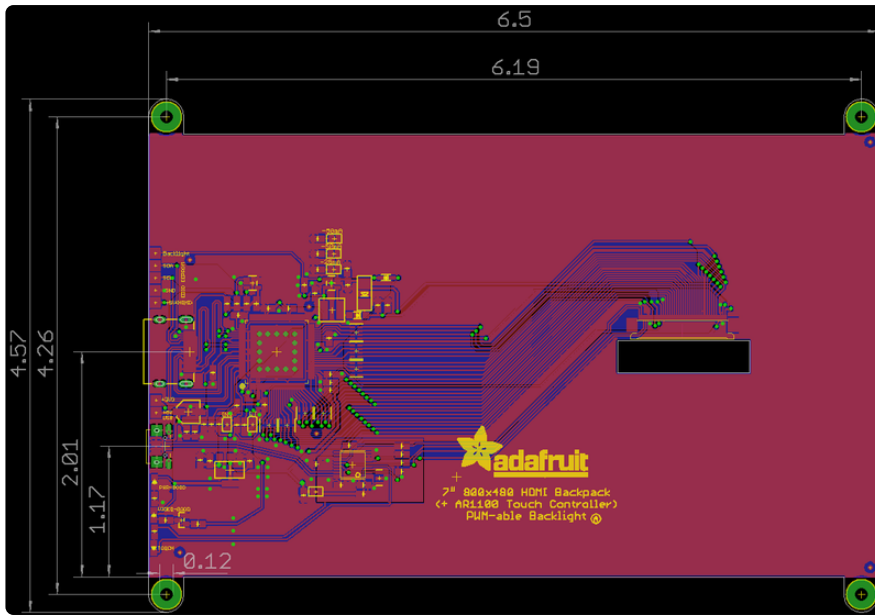 6.5
6.19
Backlight
4.57
4.26
2.01
1.17
0.12
adafruit
7" 800x480 HDMI Backpack
(+ AR1100 Touch Controller)
PWM-able Backlight